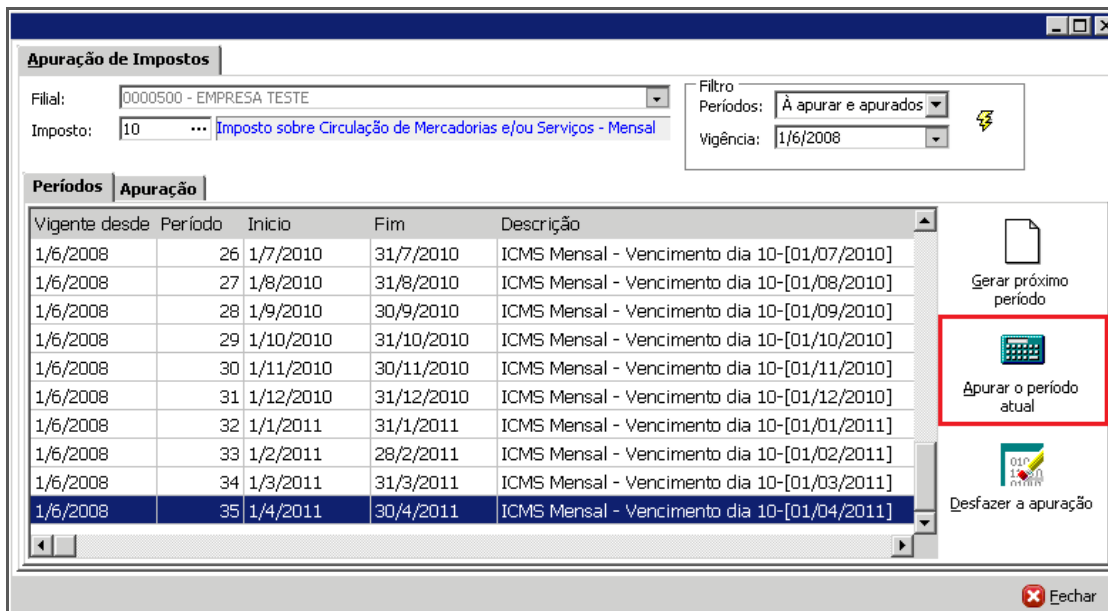 Apuração de Impostos
Filial: 0000500 - EMPRESA TESTE
Imposto: 10 ... Imposto sobre Circulação de Mercadorias e/ou Serviços - Mensal
Filtro
Períodos: À apurar e apurados
Vigência: 1/6/2008
Períodos Apuração
Vigente desde Período Inicio Fim Descrição
1/6/2008 26 1/7/2010 31/7/2010 ICMS Mensal - Vencimento dia 10-[01/07/2010]
1/6/2008 27 1/8/2010 31/8/2010 ICMS Mensal - Vencimento dia 10-[01/08/2010]
1/6/2008 28 1/9/2010 30/9/2010 ICMS Mensal - Vencimento dia 10-[01/09/2010]
1/6/2008 29 1/10/2010 31/10/2010 ICMS Mensal - Vencimento dia 10-[01/10/2010]
1/6/2008 30 1/11/2010 30/11/2010 ICMS Mensal - Vencimento dia 10-[01/11/2010]
1/6/2008 31 1/12/2010 31/12/2010 ICMS Mensal - Vencimento dia 10-[01/12/2010]
1/6/2008 32 1/1/2011 31/1/2011 ICMS Mensal - Vencimento dia 10-[01/01/2011]
1/6/2008 33 1/2/2011 28/2/2011 ICMS Mensal - Vencimento dia 10-[01/02/2011]
1/6/2008 34 1/3/2011 31/3/2011 ICMS Mensal - Vencimento dia 10-[01/03/2011]
1/6/2008 35 1/4/2011 30/4/2011 ICMS Mensal - Vencimento dia 10-[01/04/2011]
Gerar próximo
período
Apurar o período
atual
Desfazer a apuração
Fechar